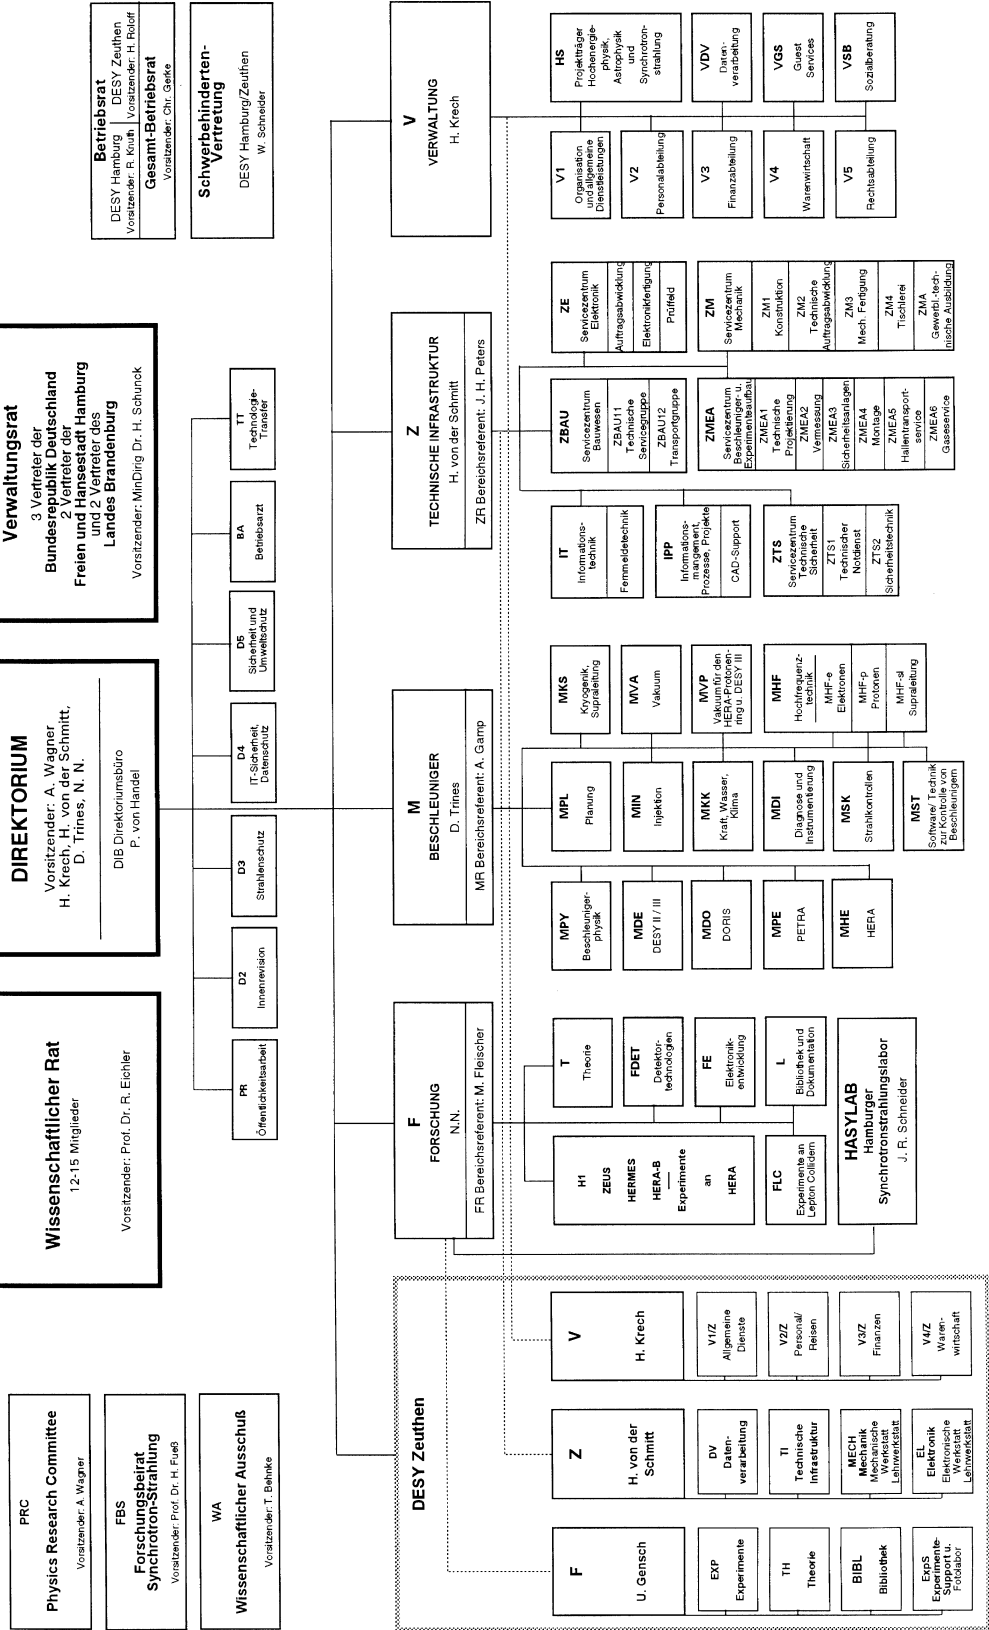 PRC
Physics Research Committee
Vorsitzender: A. Wagner
FBS
Forschungsbeirat
Synchrotron-Strahlung
Vorsitzender: Prof. Dr. H. Fueß
WA
Wissenschaftlicher Ausschuß
Vorsitzender: T. Behnke
Wissenschaftlicher Rat
12-15 Mitglieder
Vorsitzender: Prof. Dr. R. Eichler
DIREKTORIUM
Vorsitzender: A. Wagner
H. Krech, H. von der Schmitt,
D. Trines, N. N.
DIB Direktoriumsbüro
P. von Handel
Verwaltungsrat
3 Vertreter der
Bundesrepublik Deutschland
2 Vertreter der
Freien und Hansestadt Hamburg
und 2 Vertreter des
Landes Brandenburg
Vorsitzender: MinDirig Dr. H. Schunck
Betriebsrat
DESY Hamburg
Vorsitzender: R. Knuth
DESY Zeuthen
Vorsitzender: H. Roloff
Gesamt-Betriebsrat
Vorsitzender: Chr. Gerke
Schwerbehinderten-
Vertretung
DESY Hamburg/Zeuthen
W. Schneider
PR
Öffentlichkeitsarbeit
D2
Innenrevision
D3
Strahlenschutz
D4
IT-Sicherheit,
Datenschutz
D5
Sicherheit und
Umweltschutz
BA
Betriebsarzt
TT
Technologie-
Transfer
DESY Zeuthen
F
U. Gensch
EXP
Experimente
TH
Theorie
BIBL
Bibliothek
ExpS
Experimente-
Support u.
Fotolabor
Z
H. von der
Schmitt
DV
Daten-
verarbeitung
TI
Technische
Infrastruktur
MECH
Mechanik
Mechanische
Werkstatt
Lehrwerkstatt
EL
Elektronik
Elektronische
Werkstatt
Lehrwerkstatt
V
H. Krech
V1/Z
Allgemeine
Dienste
V2/Z
Personal/
Reisen
V3/Z
Finanzen
V4/Z
Waren-
wirtschaft
F
FORSCHUNG
N.N.
FR Bereichsreferent: M. Fleischer
H1
ZEUS
HERMES
HERA-B
Experimente
an
HERA
FLC
Experimente an
Lepton Collidern
T
Theorie
FDET
Detektor-
technologien
FE
Elektronik-
entwicklung
L
Bibliothek und
Dokumentation
HASYLAB
Hamburger
Synchrotronstrahlungslabor
J. R. Schneider
M
BESCHLEUNIGER
D. Trines
MR Bereichsreferent: A. Gamp
MPY
Beschleuniger-
physik
MDE
DESY II / III
MDO
DORIS
MPE
PETRA
MHE
HERA
MPL
Planung
MIN
Injektion
MKK
Kraft, Wasser,
Klima
MDI
Diagnose und
Instrumentierung
MSK
Strahlkontrollen
MST
Software/ Technik
zur Kontrolle von
Beschleunigern
MKS
Kryogenik,
Supraleitung
MVA
Vakuum
MVP
Vakuum für den
HERA-Protonen-
ring u. DESY III
MHF
Hochfrequenz-
technik
MHF-e
Elektronen
MHF-p
Protonen
MHF-sl
Supraleitung
Z
TECHNISCHE INFRASTRUKTUR
H. von der Schmitt
ZR Bereichsreferent: J. H. Peters
IT
Informations-
technik
Fernmeldetechnik
IPP
Informations-
mangement,
Prozesse, Projekte
CAD-Support
ZTS
Servicezentrum
Technische
Sicherheit
ZTS1
Technischer
Notdienst
ZTS2
Sicherheitstechnik
ZBAU
Servicezentrum
Bauwesen
ZBAU11
Technische
Servicegruppe
ZBAU12
Transportgruppe
ZMEA
Servicezentrum
Beschleuniger- u.
Experimenteaufbau
ZMEA1
Technische
Projektierung
ZMEA2
Vermessung
ZMEA3
Sicherheitsanlagen
ZMEA4
Montage
ZMEA5
Hallentransport-
service
ZMEA6
Gaseservice
ZE
Servicezentrum
Elektronik
Auftragsabwicklung
Elektronikfertigung
Prüffeld
ZM
Servicezentrum
Mechanik
ZM1
Konstruktion
ZM2
Technische
Auftragsabwicklung
ZM3
Mech. Fertigung
ZM4
Tischlerei
ZMA
Gewerbl.-tech-
nische Ausbildung
V
VERWALTUNG
H. Krech
V1
Organisation
und allgemeine
Dienstleistungen
V2
Personalabteilung
V3
Finanzabteilung
V4
Warenwirtschaft
V5
Rechtsabteilung
HS
Projektträger
Hochenergie-
physik,
Astrophysik
und
Synchrotron-
strahlung
VDV
Daten-
verarbeitung
VGS
Guest
Services
VSB
Sozialberatung